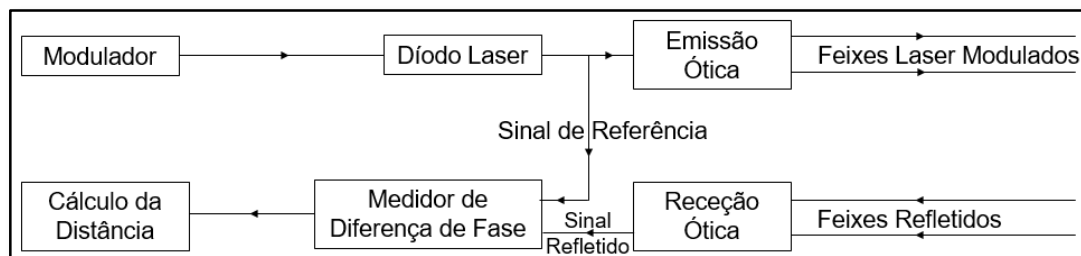 Modulador
Díodo Laser
Emissão
Ótica
Feixes Laser Modulados
Sinal de Referência
Cálculo da
Distância
Medidor de
Diferença de Fase
Sinal
Refletido
Receção
Ótica
Feixes Refletidos